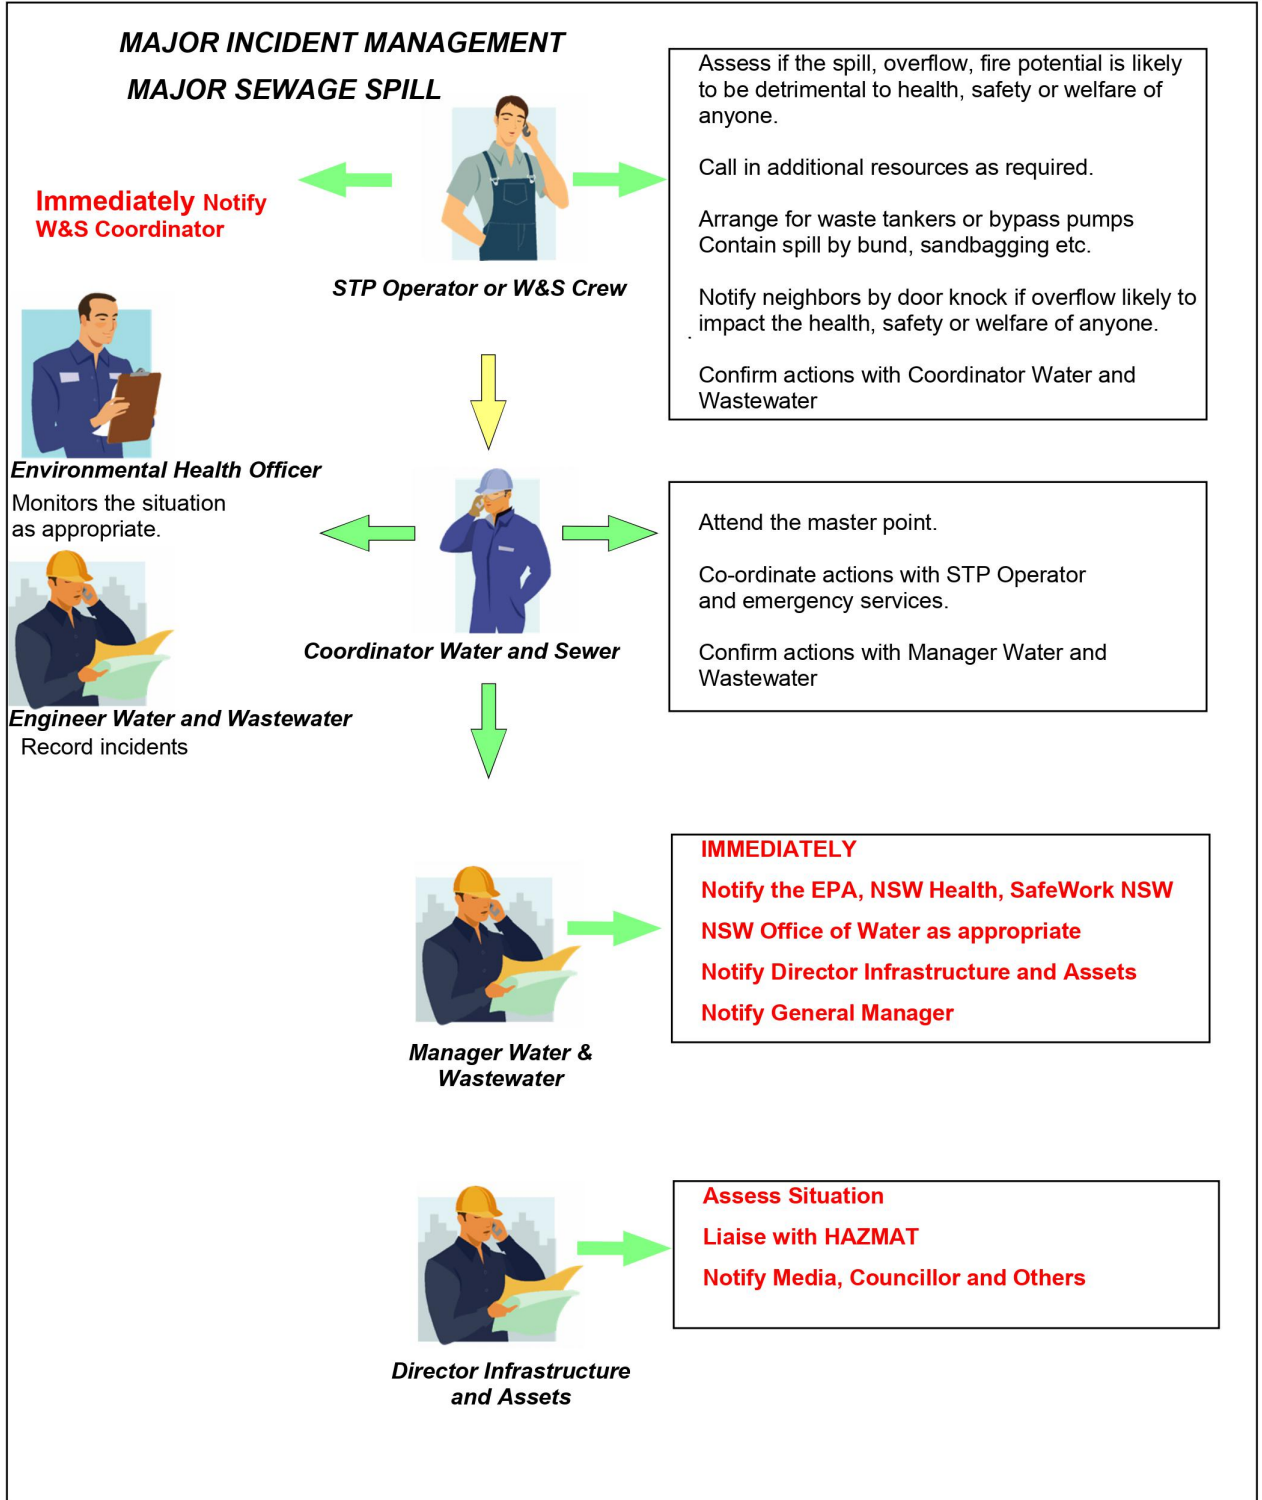 MAJOR INCIDENT MANAGEMENT
MAJOR SEWAGE SPILL
Immediately Notify
W&S Coordinator
STP Operator or W&S Crew
Assess if the spill, overflow, fire potential is likely
to be detrimental to health, safety or welfare of
anyone.
Call in additional resources as required.
Arrange for waste tankers or bypass pumps
Contain spill by bund, sandbagging etc.
Notify neighbors by door knock if overflow likely to
impact the health, safety or welfare of anyone.
.
Confirm actions with Coordinator Water and
Wastewater
Environmental Health Officer
Monitors the situation
as appropriate.
Engineer Water and Wastewater
Record incidents
Coordinator Water and Sewer
Attend the master point.
Co-ordinate actions with STP Operator
and emergency services.
Confirm actions with Manager Water and
Wastewater
Manager Water &
Wastewater
IMMEDIATELY
Notify the EPA, NSW Health, SafeWork NSW
NSW Office of Water as appropriate
Notify Director Infrastructure and Assets
Notify General Manager
Director Infrastructure
and Assets
Assess Situation
Liaise with HAZMAT
Notify Media, Councillor and Others